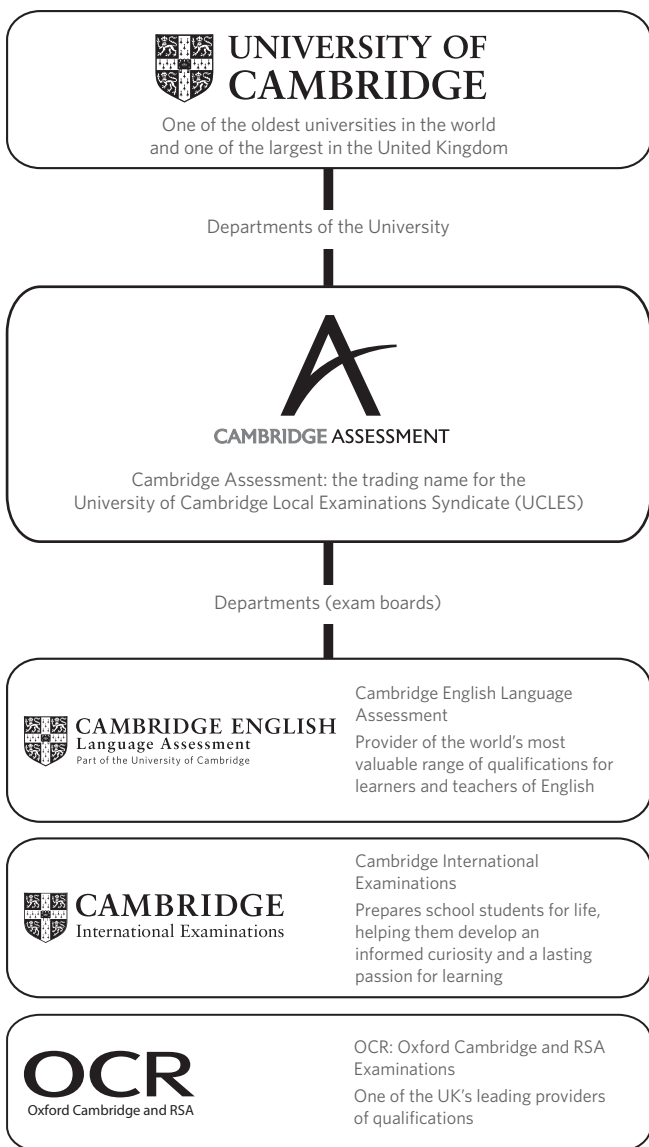 UNIVERSITY OF
CAMBRIDGE
One of the oldest universities in the world
and one of the largest in the United Kingdom
Departments of the University
CAMBRIDGE ASSESSMENT
Cambridge Assessment: the trading name for the
University of Cambridge Local Examinations Syndicate (UCLES)
Departments (exam boards)
CAMBRIDGE ENGLISH
Language Assessment
Part of the University of Cambridge
Cambridge English Language
Assessment
Provider of the world's most
valuable range of qualifications for
learners and teachers of English
CAMBRIDGE
International Examinations
Cambridge International
Examinations
Prepares school students for life,
helping them develop an
informed curiosity and a lasting
passion for learning
OCR
Oxford Cambridge and RSA
OCR: Oxford Cambridge and RSA
Examinations
One of the UK's leading providers
of qualifications